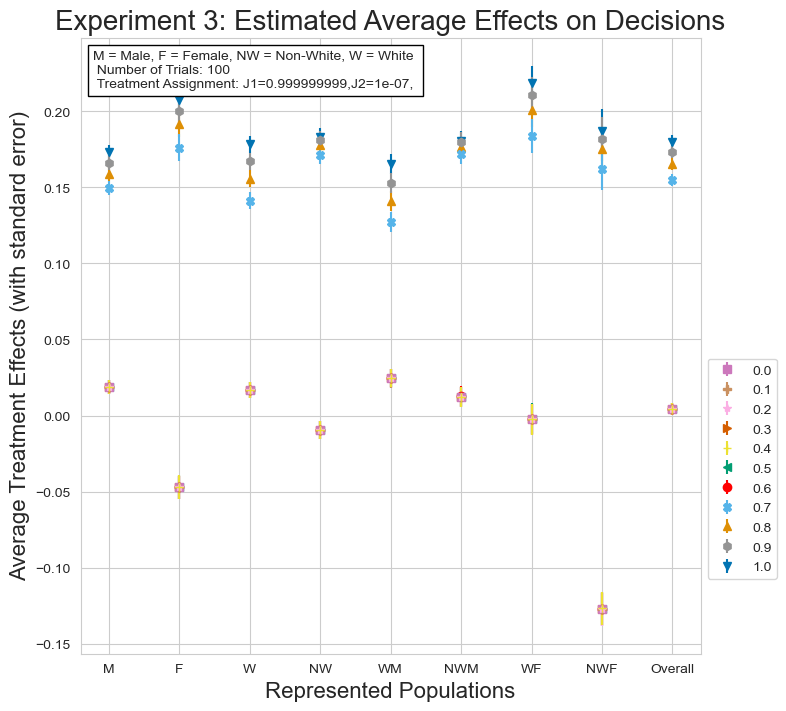 Experiment 3: Estimated Average Effects on Decisions
M = Male, F = Female, NW = Non-White, W = White
Number of Trials: 100
Treatment Assignment: J1=0.999999999,J2=1e-07,
Average Treatment Effects (with standard error)
0.20
0.15
0.10
0.05
0.00
−0.05
−0.10
−0.15
M F W NW WM NWM WF NWF Overall
Represented Populations
0.0
0.1
0.2
0.3
0.4
0.5
0.6
0.7
0.8
0.9
1.0